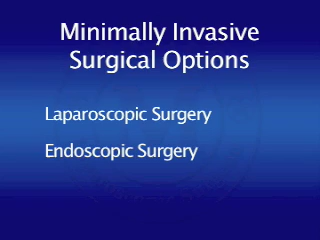 Minimally Invasive
Surgical Options
Laparoscopic Surgery
Endoscopic Surgery